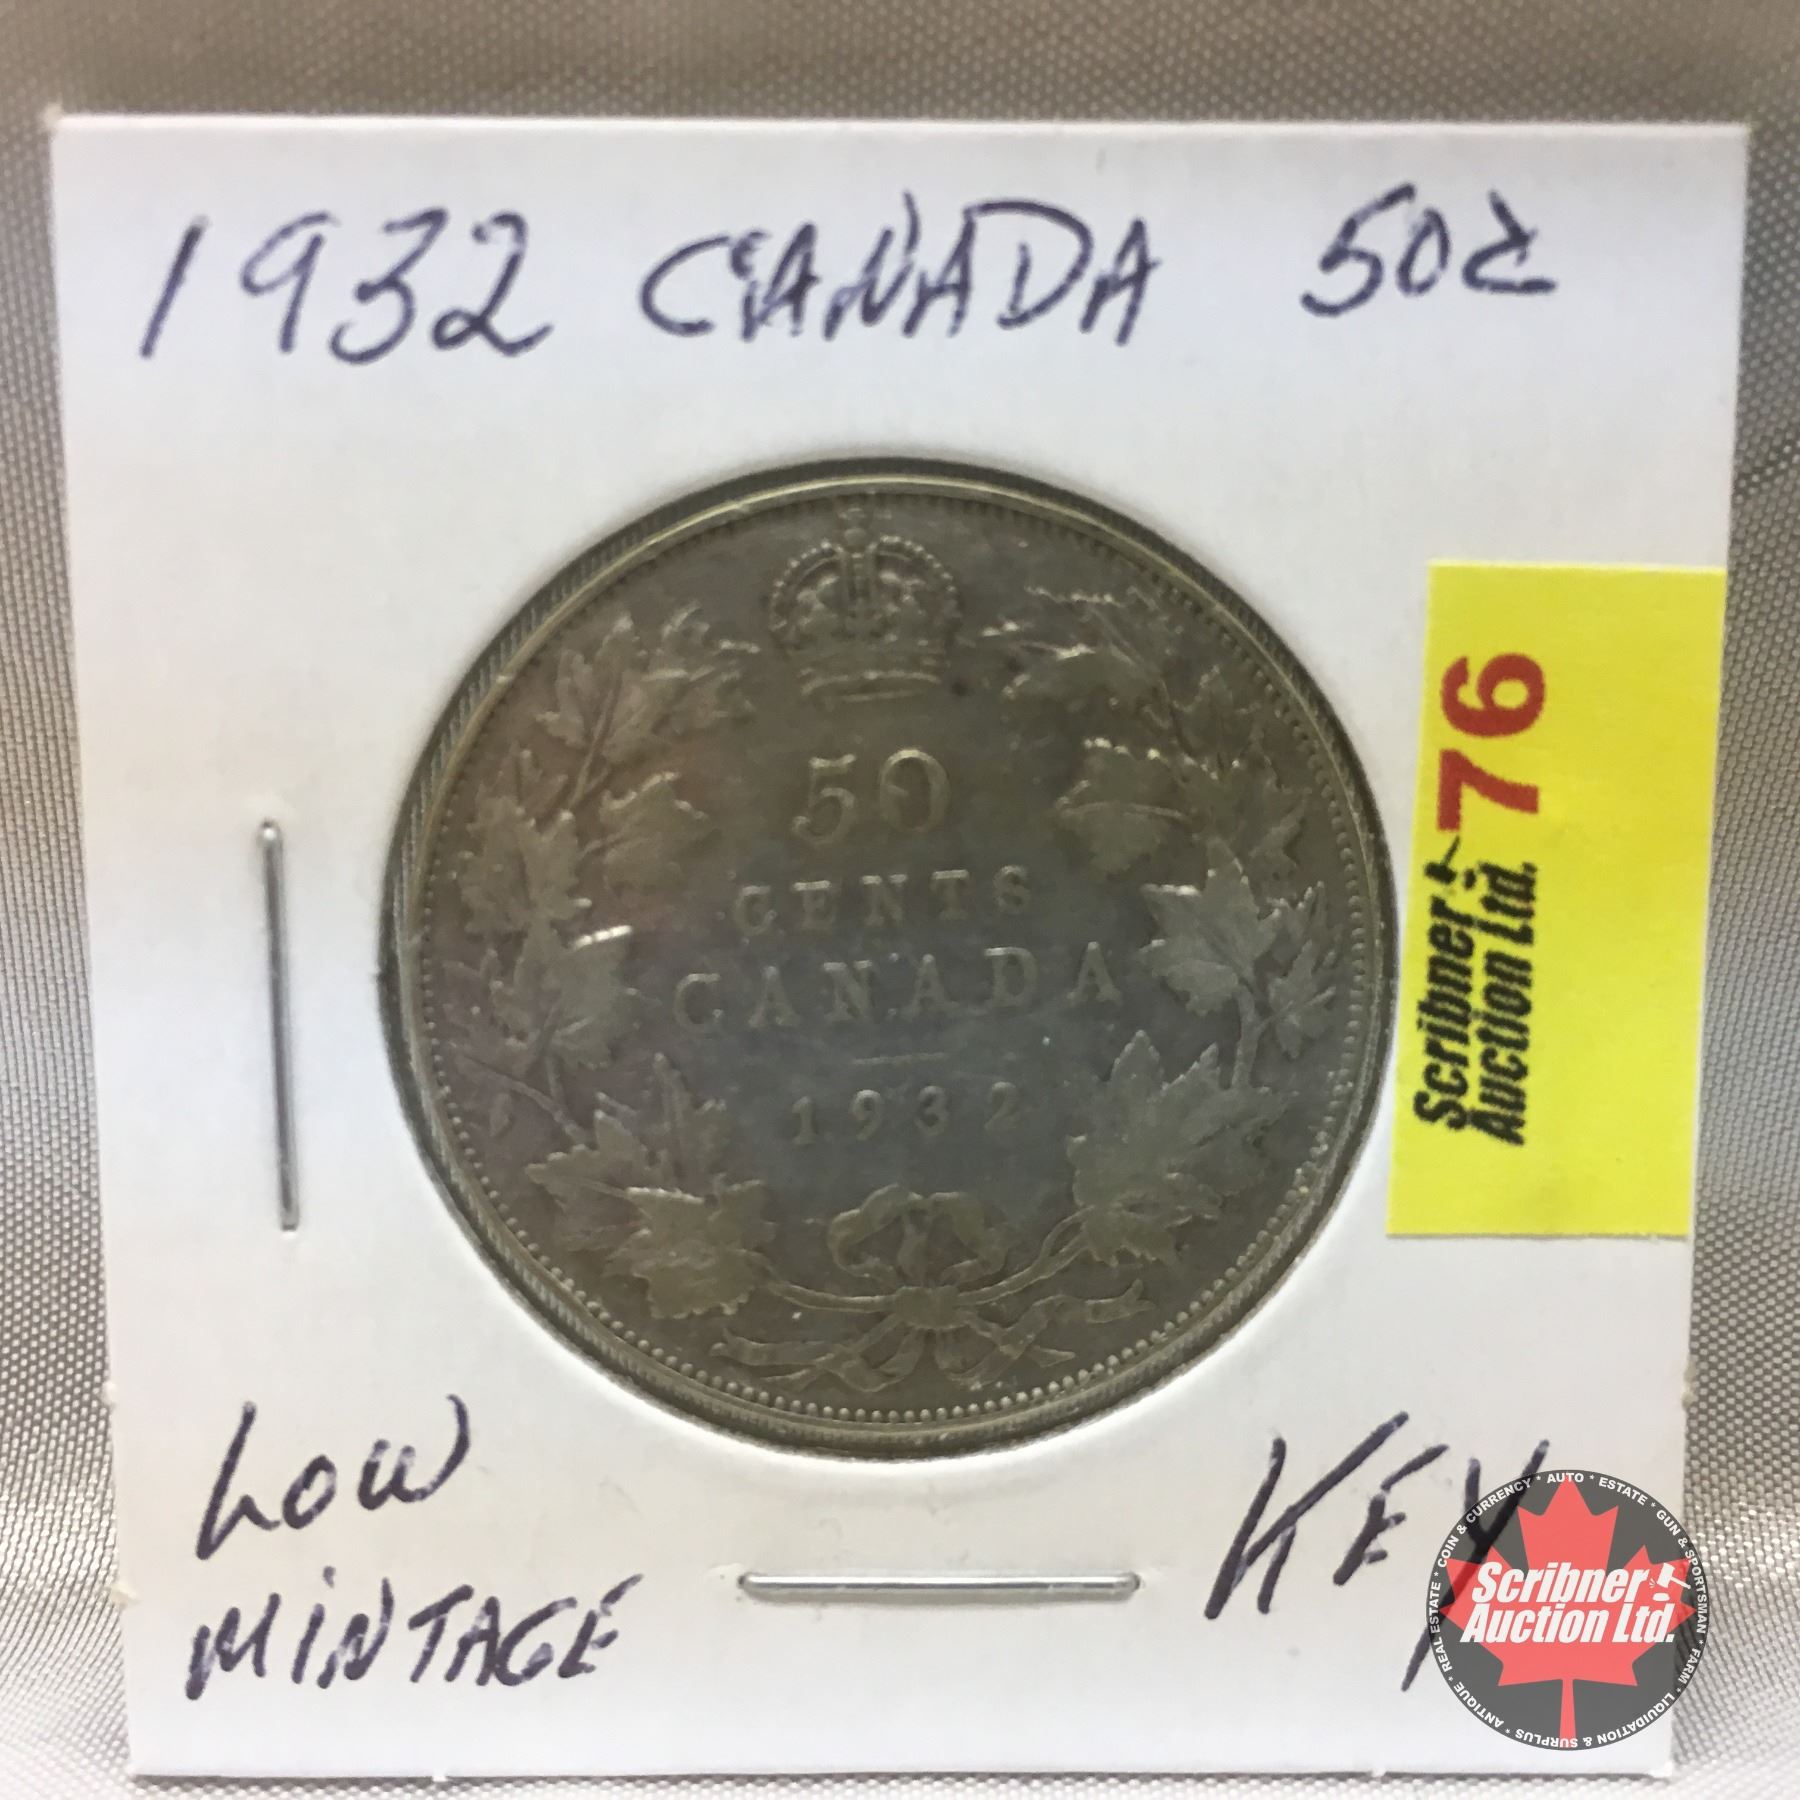 1932 CANADA 50¢
50
CENTS
CANADA
1932
76
Scribner
Auction Ltd.
LOW
MINTAGE
KEY
Scribner
Auction Ltd.
REAL ESTATE * COIN & CURRENCY * AUTO * ESTATE * GUN & SPORTSMAN * FARM * LIQUIDATION & SURPLUS * ANTIQUE *